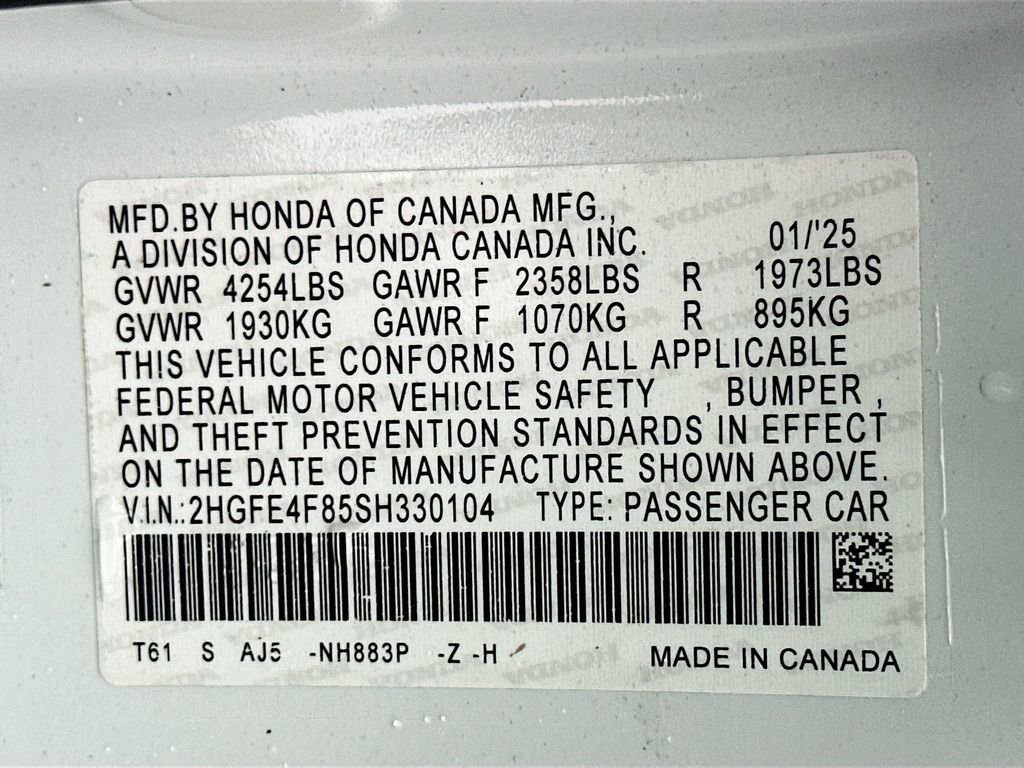 MFD.BY HONDA OF CANADA MFG.,
A DIVISION OF HONDA CANADA INC. 01/'25
GVWR 4254LBS GAWR F 2358LBS R 1973LBS
GVWR 1930KG GAWR F 1070KG R 895KG
THIS VEHICLE CONFORMS TO ALL APPLICABLE
FEDERAL MOTOR VEHICLE SAFETY , BUMPER ,
AND THEFT PREVENTION STANDARDS IN EFFECT
ON THE DATE OF MANUFACTURE SHOWN ABOVE.
V.I.N.:2HGFE4F85SH330104 TYPE: PASSENGER CAR
T61 S AJ5 -NH883P -Z -H MADE IN CANADA